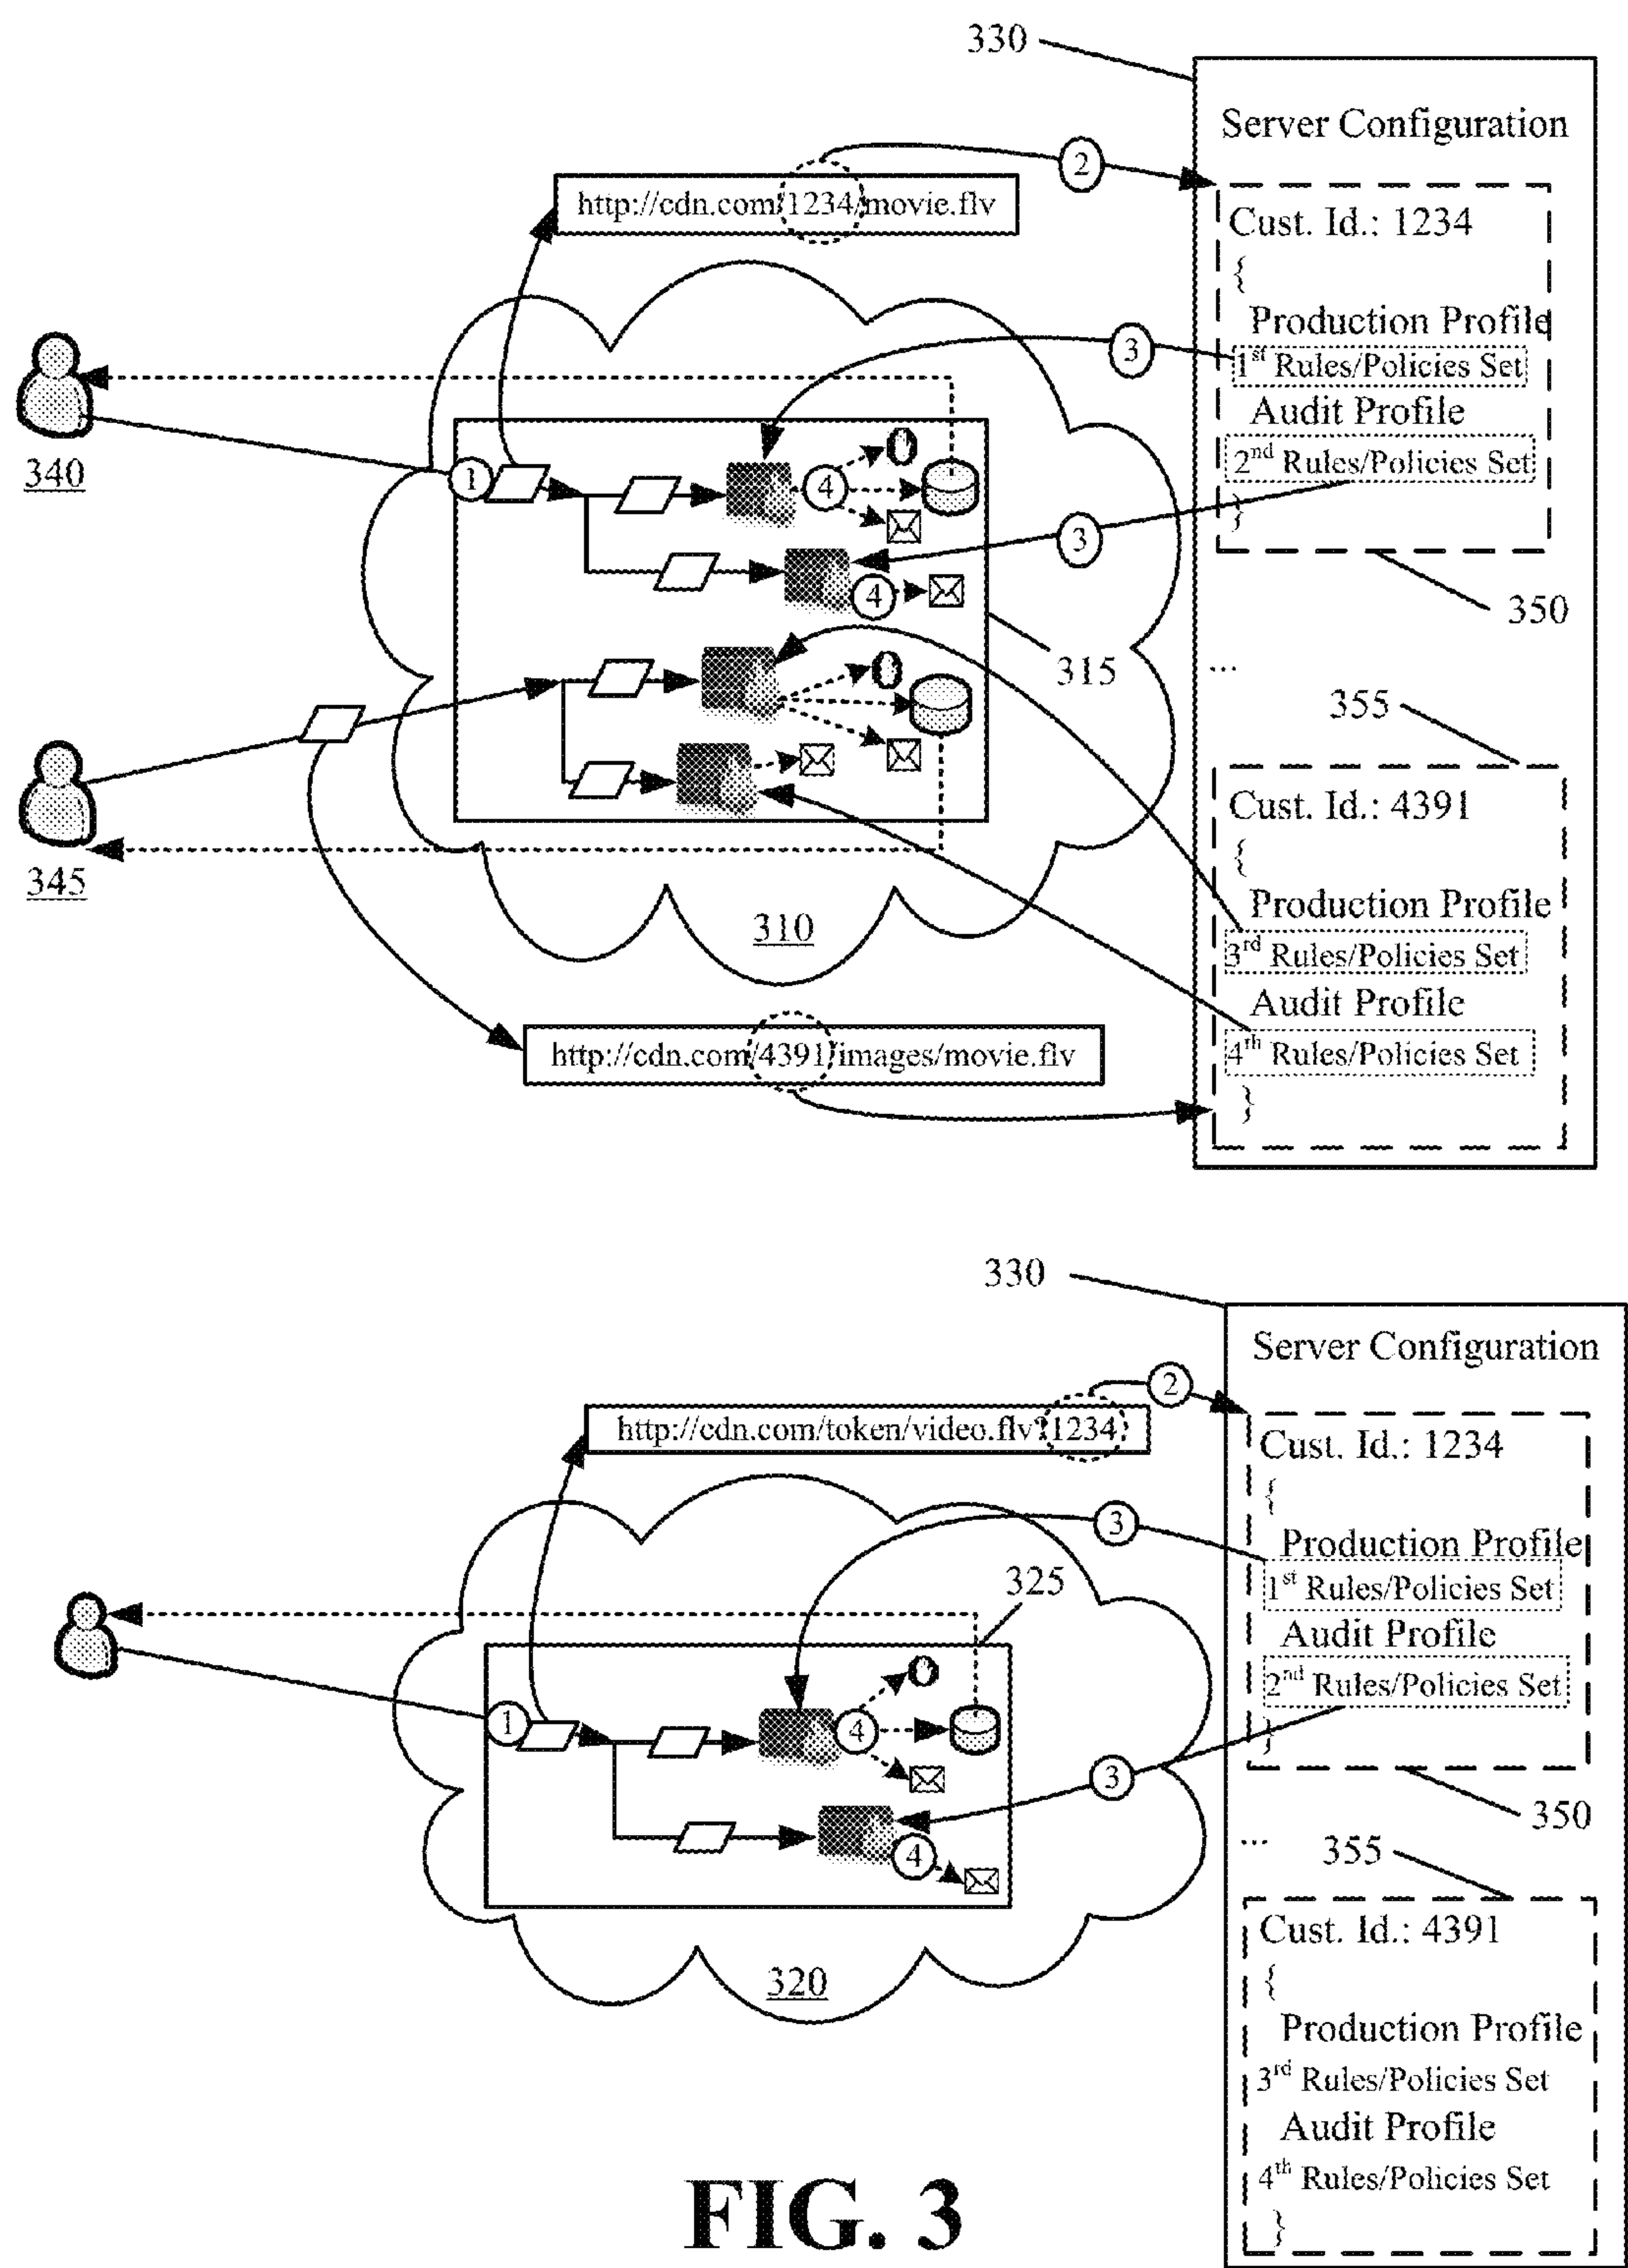 330
Server Configuration
2
http://cdn.com/1234/movie.flv
Cust. Id.: 1234
{
Production Profile
3
1st Rules/Policies Set
Audit Profile
340
1
4
2nd Rules/Policies Set
}
3
4
350
315
...
355
Cust. Id.: 4391
{
345
Production Profile
310
3rd Rules/Policies Set
Audit Profile
http://cdn.com/4391/images/movie.flv
4th Rules/Policies Set
}
330
Server Configuration
2
http://cdn.com/token/video.flv?1234
Cust. Id.: 1234
{
3
Production Profile
325
1st Rules/Policies Set
Audit Profile
2nd Rules/Policies Set
1
4
}
3
350
4
...
355
Cust. Id.: 4391
320
{
Production Profile
3rd Rules/Policies Set
Audit Profile
4th Rules/Policies Set
}
FIG. 3